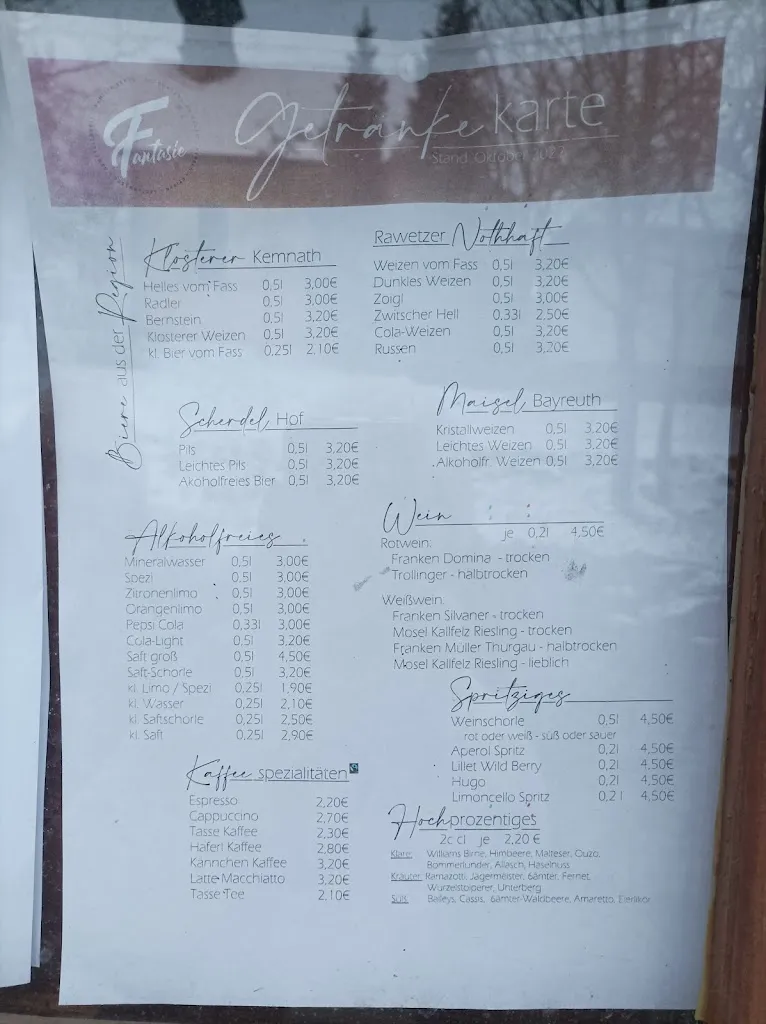 Fantasie
Getränkekarte
Stand Oktober 2022
Biere aus der Region
Klosterer Kemnath
Helles vom Fass 0,5l 3,00€
Radler 0,5l 3,00€
Bernstein 0,5l 3,20€
Klosterer Weizen 0,5l 3,20€
kl. Bier vom Fass 0,25l 2,10€
Rawetzer Nothhaft
Weizen vom Fass 0,5l 3,20€
Dunkles Weizen 0,5l 3,20€
Zoigl 0,5l 3,00€
Zwitscher Hell 0,33l 2,50€
Cola-Weizen 0,5l 3,20€
Russen 0,5l 3,20€
Scherdel, Hof
Pils 0,5l 3,20€
Leichtes Pils 0,5l 3,20€
Akoholfreies Bier 0,5l 3,20€
Maisel, Bayreuth
Kristallweizen 0,5l 3,20€
Leichtes Weizen 0,5l 3,20€
Alkoholfr. Weizen 0,5l 3,20€
Alkoholfreies
Mineralwasser 0,5l 3,00€
Spezi 0,5l 3,00€
Zitronenlimo 0,5l 3,00€
Orangenlimo 0,5l 3,00€
Pepsi Cola 0,33l 3,00€
Cola-Light 0,5l 3,20€
Saft groß 0,5l 4,50€
Saft-Schorle 0,5l 3,20€
kl. Limo / Spezi 0,25l 1,90€
kl. Wasser 0,25l 2,10€
kl. Saftschorle 0,25l 2,50€
kl. Saft 0,25l 2,90€
Wein
je 0,2l 4,50€
Rotwein:
Franken Domina - trocken
Trollinger - halbtrocken
Weißwein:
Franken Silvaner - trocken
Mosel Kallfelz Riesling - trocken
Franken Müller Thurgau - halbtrocken
Mosel Kallfelz Riesling - lieblich
Spritziges
Weinschorle 0,5l 4,50€
rot oder weiß - süß oder sauer
Aperol Spritz 0,2l 4,50€
Lillet Wild Berry 0,2l 4,50€
Hugo 0,2l 4,50€
Limoncello Spritz 0,2 l 4,50€
Kaffee spezialitäten
Espresso 2,20€
Cappuccino 2,70€
Tasse Kaffee 2,30€
Haferl Kaffee 2,80€
Kännchen Kaffee 3,20€
Latte Macchiatto 3,20€
Tasse Tee 2,10€
Hochprozentiges
2c cl je 2,20 €
Klare: Williams Birne, Himbeere, Malteser, Ouzo,
Bommerlunder, Allasch, Haselnuss
Kräuter: Ramazotti, Jägermeister, 6ämter, Fernet,
Wurzelstolperer, Unterberg
Süß: Baileys, Cassis, 6ämter-Waldbeere, Amaretto, Eierlikör